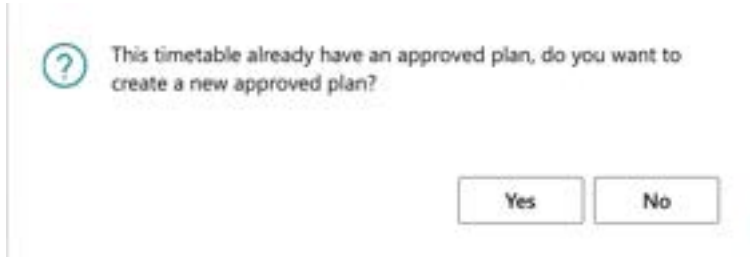 This timetable already have an approved plan, do you want to
create a new approved plan?
Yes
No